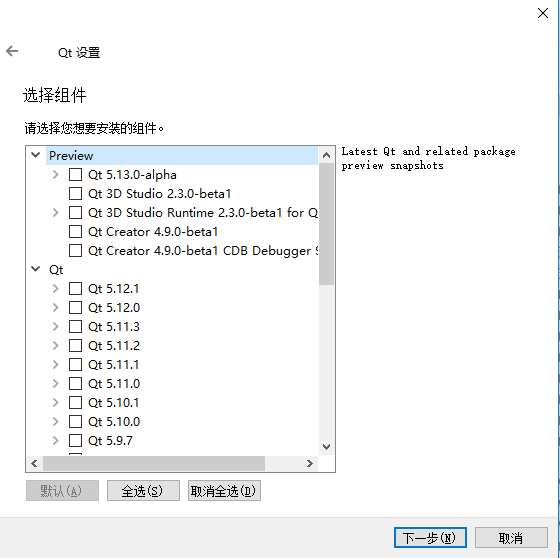 Qt 设置
选择组件
请选择您想要安装的组件。
Preview
Qt 5.13.0-alpha
Qt 3D Studio 2.3.0-beta1
Qt 3D Studio Runtime 2.3.0-beta1 for Q
Qt Creator 4.9.0-beta1
Qt Creator 4.9.0-beta1 CDB Debugger
Qt
Qt 5.12.1
Qt 5.12.0
Qt 5.11.3
Qt 5.11.2
Qt 5.11.1
Qt 5.11.0
Qt 5.10.1
Qt 5.10.0
Qt 5.9.7
Latest Qt and related package
preview snapshots
默认(A)
全选(S)
取消全选(D)
下一步(N)
取消